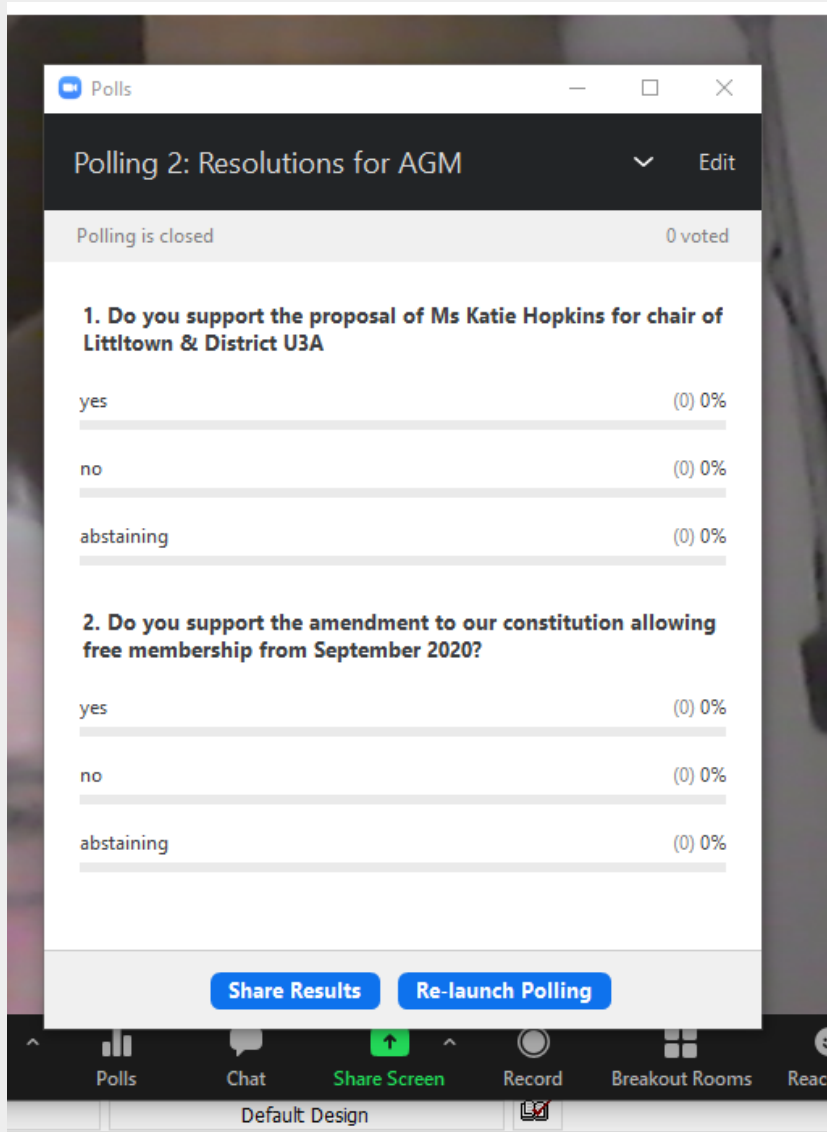 Polls
Polling 2: Resolutions for AGM
Edit
Polling is closed
0 voted
1. Do you support the proposal of Ms Katie Hopkins for chair of
Littltown & District U3A
yes
(0) 0%
no
(0) 0%
abstaining
(0) 0%
2. Do you support the amendment to our constitution allowing
free membership from September 2020?
yes
(0) 0%
no
(0) 0%
abstaining
(0) 0%
Share Results
Re-launch Polling
Polls
Chat
Share Screen
Record
Breakout Rooms
Reac
Default Design